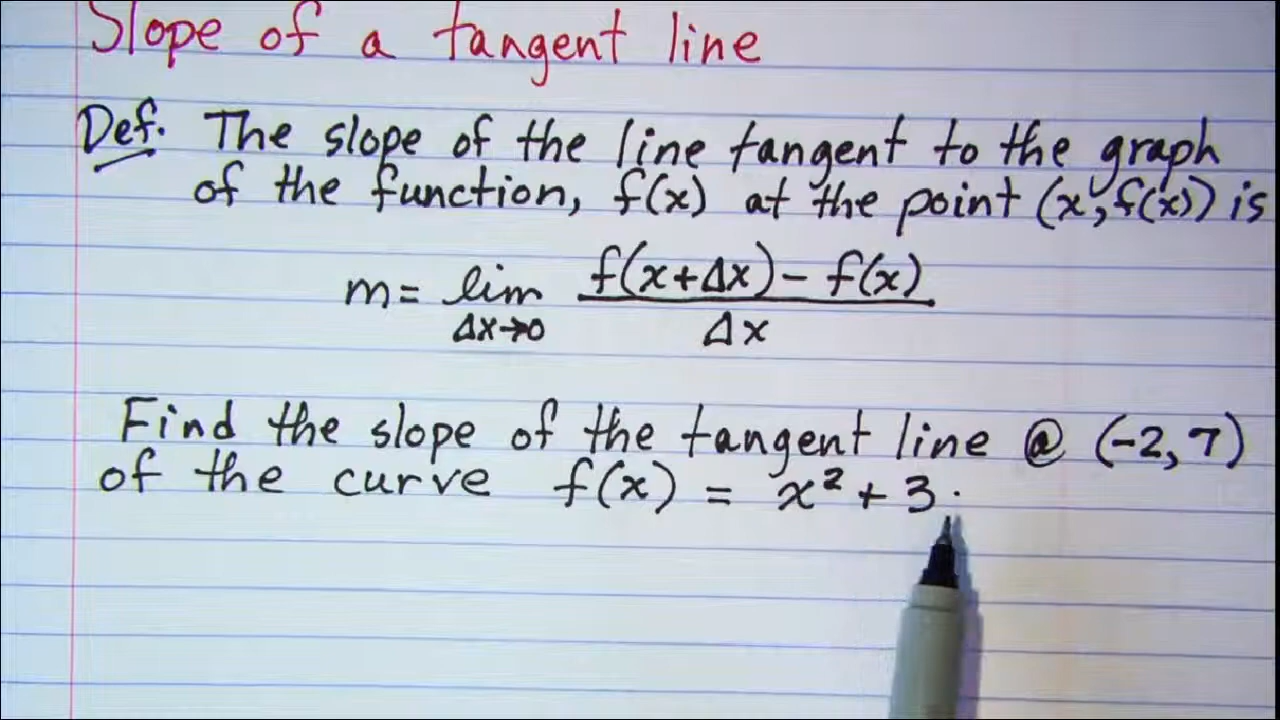 Slope of a tangent line
Def. The slope of the line tangent to the graph
of the function, f(x) at the point (x, f(x)) is
m = lim f(x+Δx) - f(x)
Δx→0 Δx
Find the slope of the tangent line @ (-2, 7)
of the curve f(x) = x² + 3.